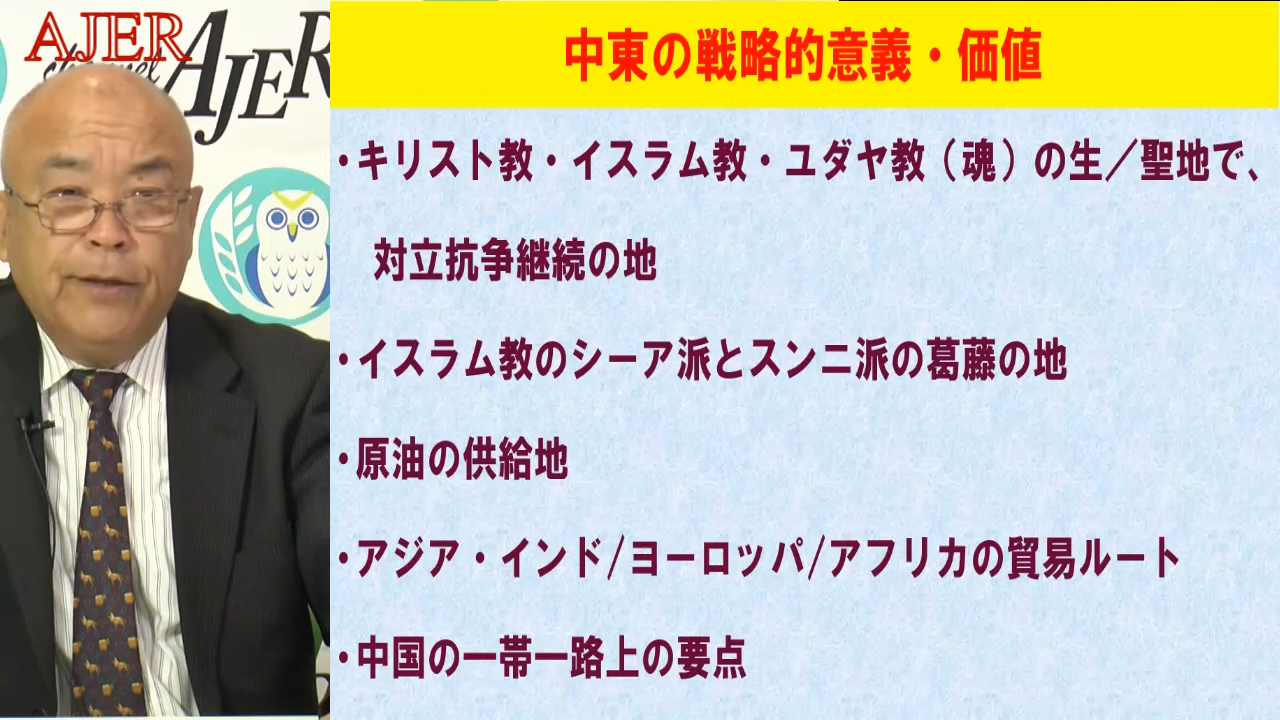 AJER
channel AJER
中東の戦略的意義・価値
・キリスト教・イスラム教・ユダヤ教(魂)の生／聖地で、
対立抗争継続の地
・イスラム教のシーア派とスンニ派の葛藤の地
・原油の供給地
・アジア・インド/ヨーロッパ/アフリカの貿易ルート
・中国の一帯一路上の要点